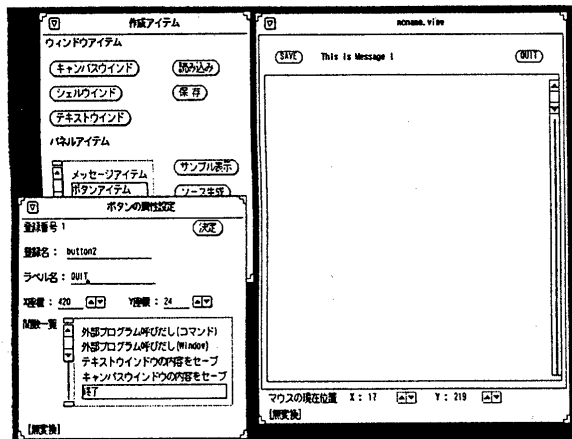 作成アイテム
ウィンドウアイテム
キャンバスウインド 読み込み
シェルウインド 保存
テキストウインド
パネルアイテム
サンプル表示
メッセージアイテム
ボタンアイテム
ソース生成
ボタンの属性設定
登録番号 1 決定
登録名: button2
ラベル名: QUIT
X座標: 420 Y座標: 24
関数一覧
外部プログラム呼びだし(コマンド)
外部プログラム呼びだし(Window)
テキストウインドウの内容をセーブ
キャンバスウインドウの内容をセーブ
終了
[無変換]
noname.view
SAVE This is Message ! QUIT
マウスの現在位置 X: 17 Y: 219
[無変換]